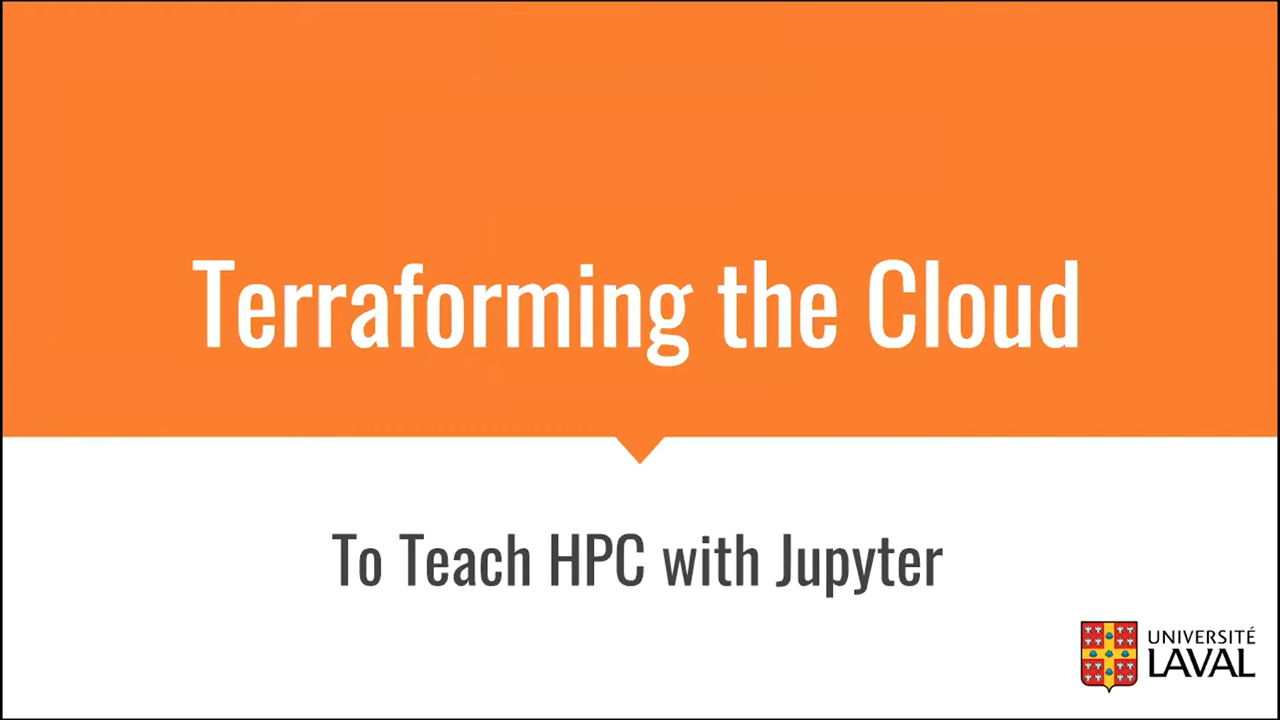 Terraforming the Cloud
To Teach HPC with Jupyter
UNIVERSITÉ
LAVAL